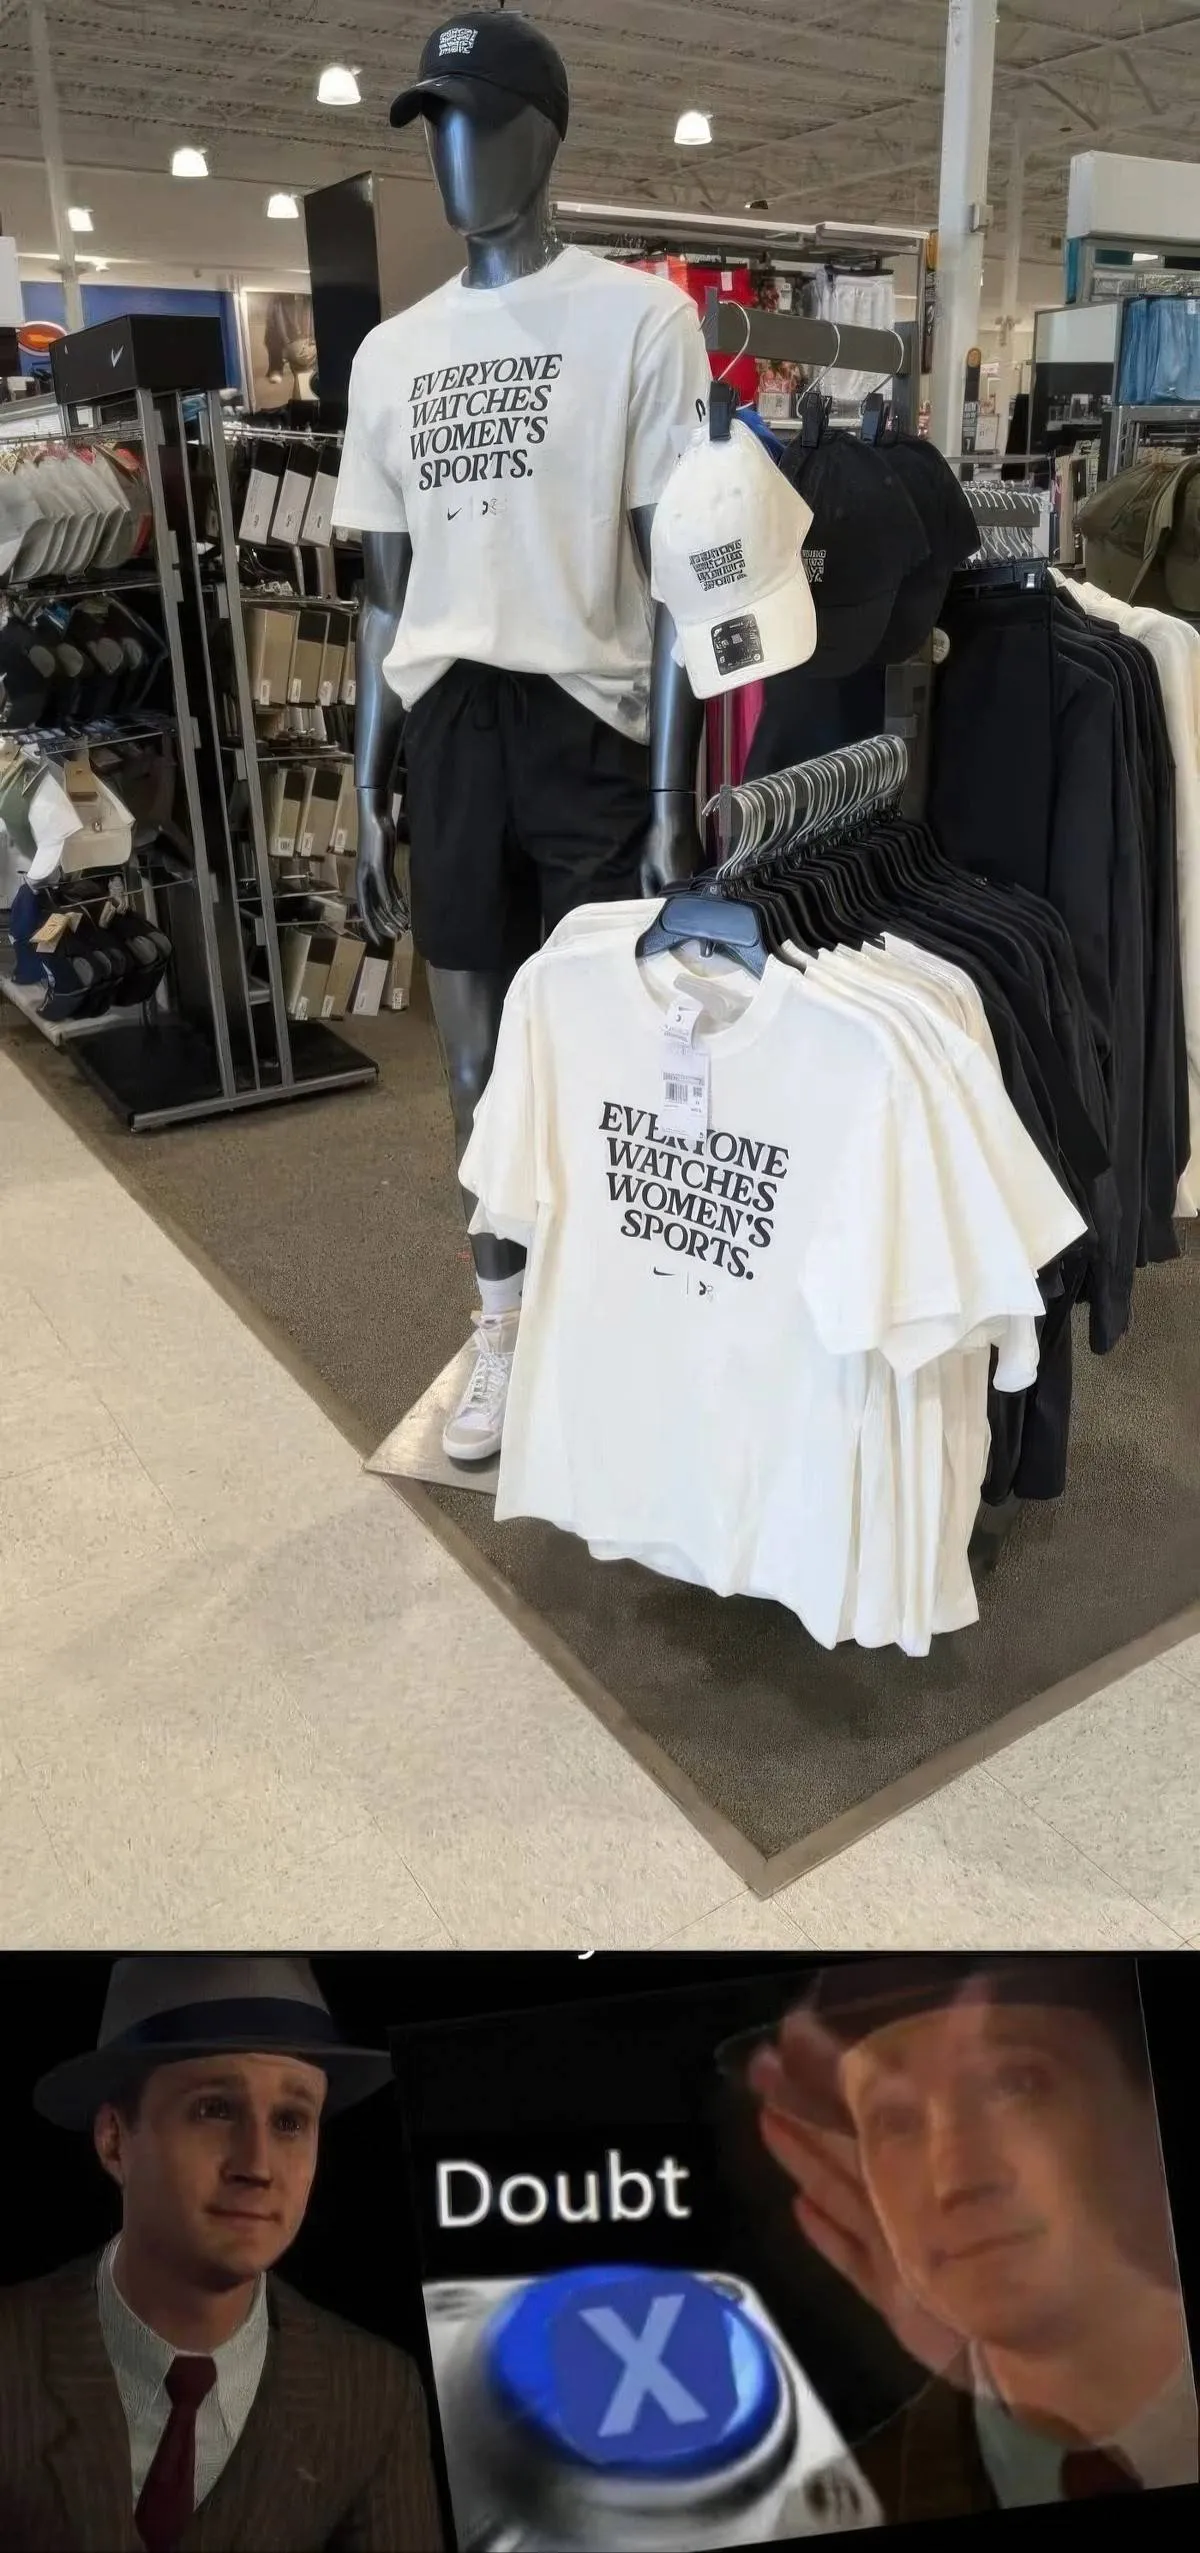 EVERYONE
WATCHES
WOMEN'S
SPORTS.
EVERYONE
WATCHES
WOMEN'S
SPORTS.
Doubt
X